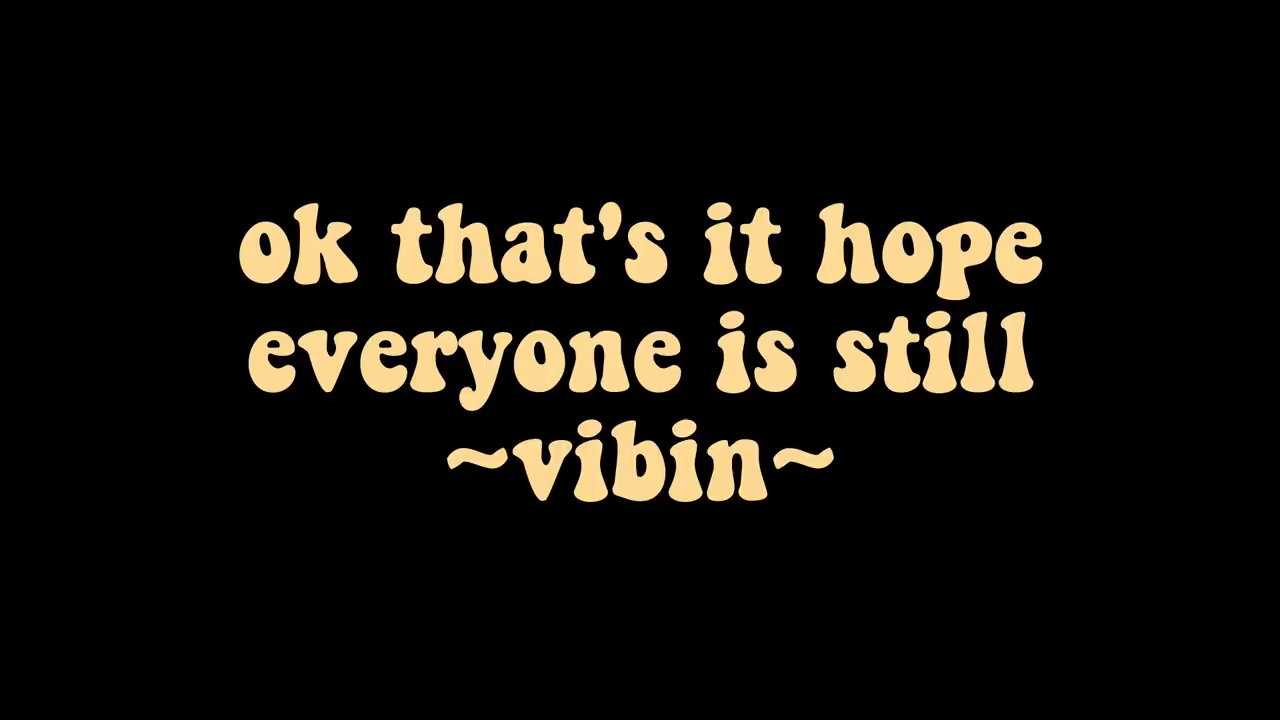 ok that's it hope
everyone is still
~vibin~